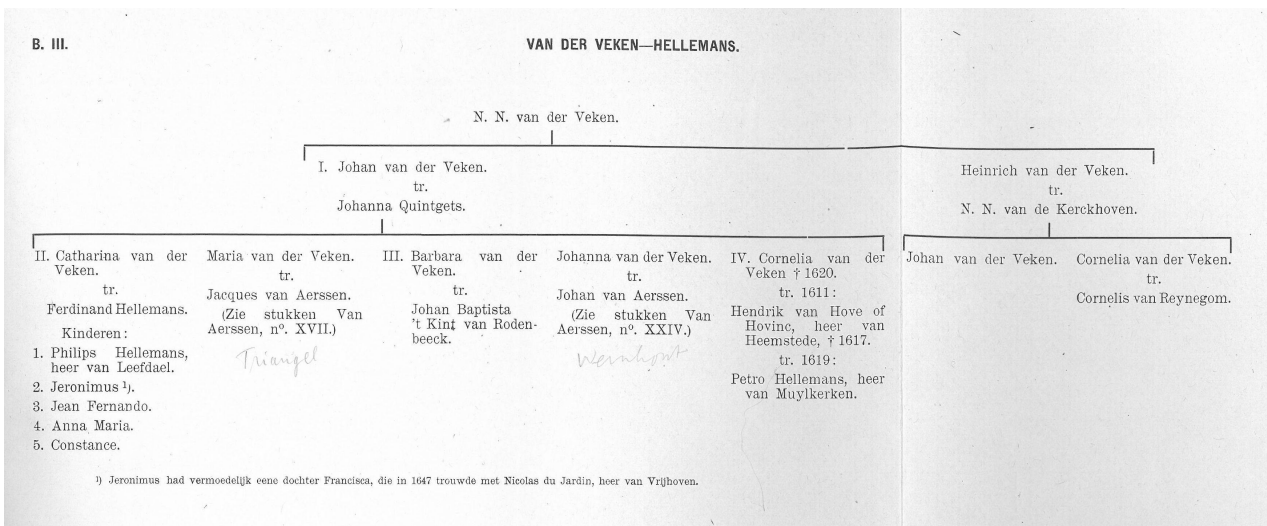 B. III.
VAN DER VEKEN—HELLEMANS.
N. N. van der Veken.
I. Johan van der Veken.
tr.
Johanna Quintgets.
Heinrich van der Veken.
tr.
N. N. van de Kerckhoven.
II. Catharina van der
Veken.
tr.
Ferdinand Hellemans.
Kinderen:
1. Philips Hellemans,
heer van Leefdael.
2. Jeronimus ¹).
3. Jean Fernando.
4. Anna Maria.
5. Constance.
Maria van der Veken.
tr.
Jacques van Aerssen.
(Zie stukken Van
Aerssen, nº. XVII.)
Triangel
III. Barbara van der
Veken.
tr.
Johan Baptista
't Kint van Roden-
beeck.
Johanna van der Veken.
tr.
Johan van Aerssen.
(Zie stukken Van
Aerssen, nº. XXIV.)
Wernhout
IV. Cornelia van der
Veken † 1620.
tr. 1611:
Hendrik van Hove of
Hovinc, heer van
Heemstede, † 1617.
tr. 1619:
Petro Hellemans, heer
van Muylkerken.
Johan van der Veken.
Cornelia van der Veken.
tr.
Cornelis van Reynegom.
¹) Jeronimus had vermoedelijk eene dochter Francisca, die in 1647 trouwde met Nicolas du Jardin, heer van Vrijhoven.